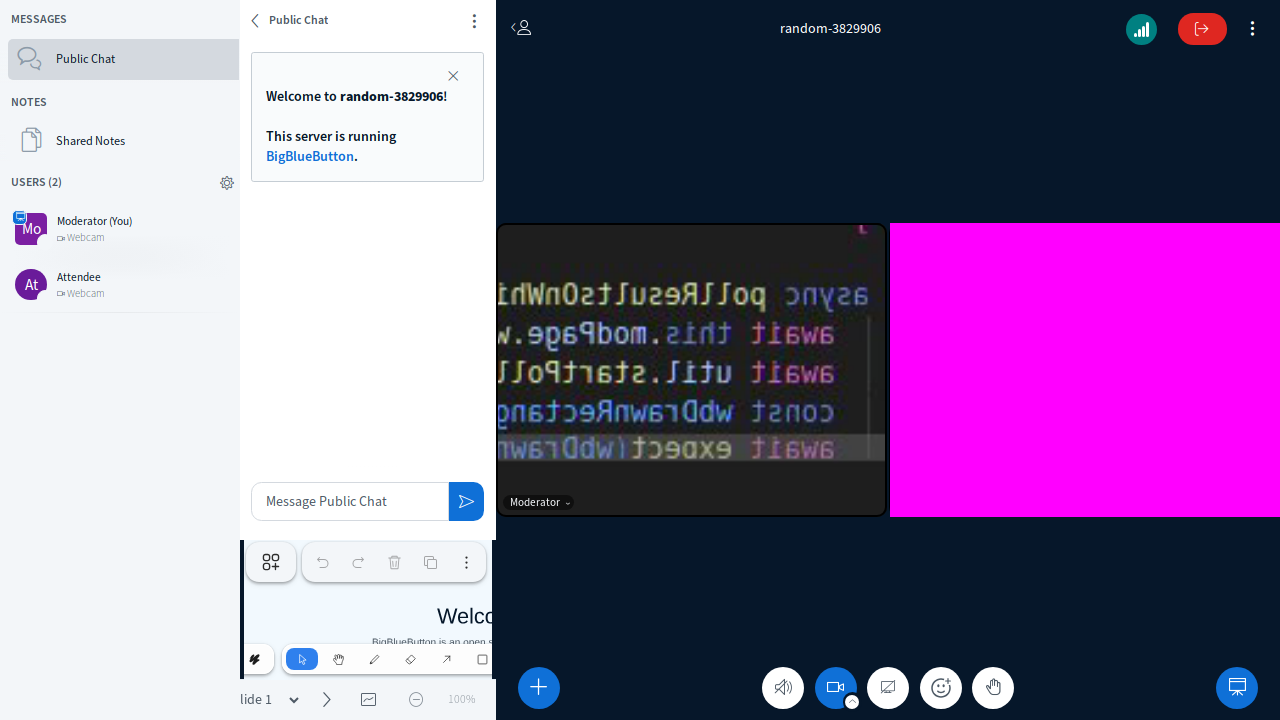 MESSAGES
Public Chat
NOTES
Shared Notes
USERS (2)
Mo
Moderator (You)
Webcam
At
Attendee
Webcam
Public Chat
Welcome to random-3829906!
This server is running
BigBlueButton.
Message Public Chat
Welco
BigBlueButton is an open s
lide 1
100%
random-3829906
async pollResultsOnWhi
await this.modPage.w
await util.startPoll
const wbDrawnRectang
await expect(wbDrawn
Moderator